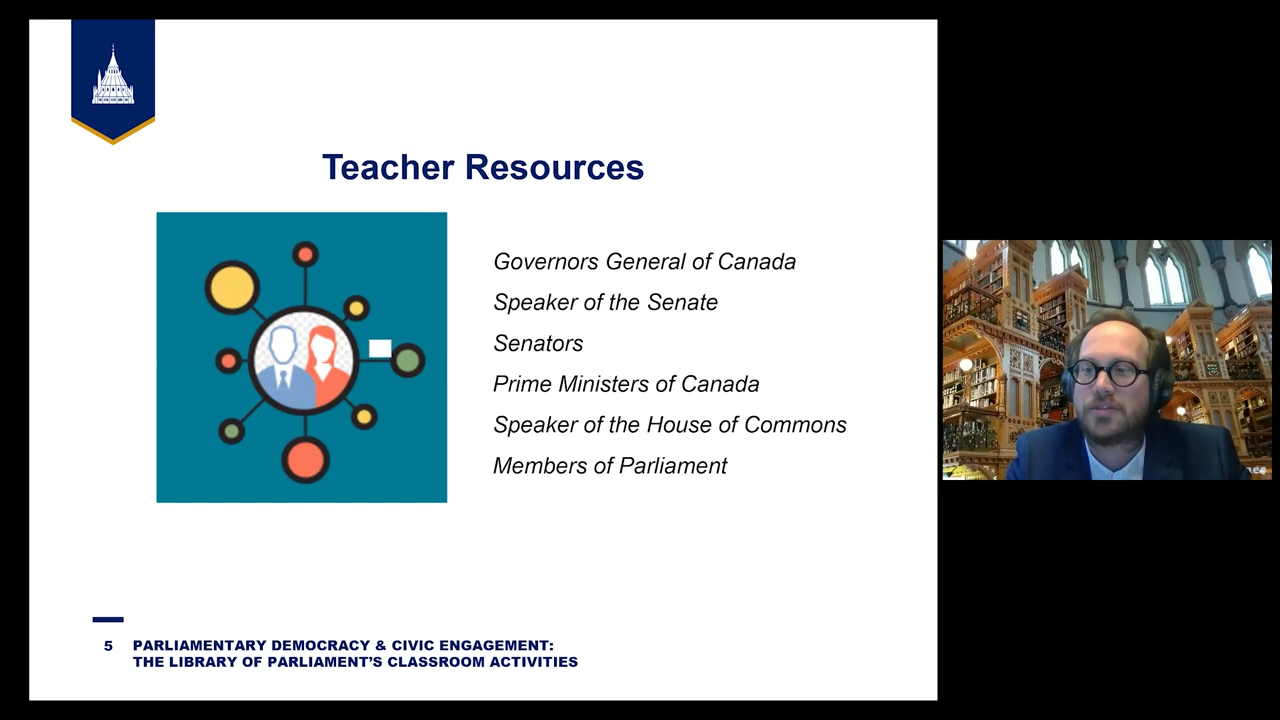 Teacher Resources
Governors General of Canada
Speaker of the Senate
Senators
Prime Ministers of Canada
Speaker of the House of Commons
Members of Parliament
5 PARLIAMENTARY DEMOCRACY & CIVIC ENGAGEMENT:
THE LIBRARY OF PARLIAMENT'S CLASSROOM ACTIVITIES